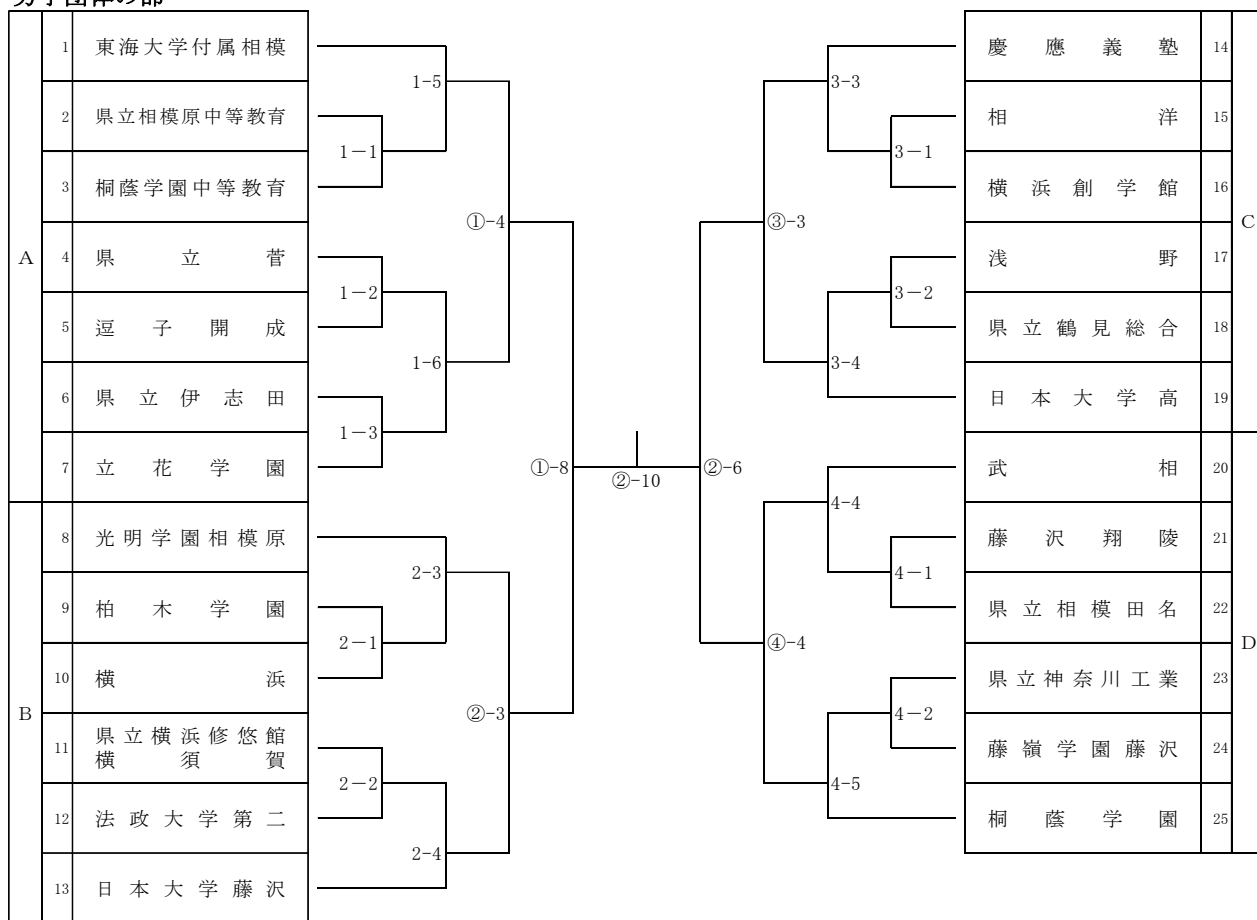 男子団体の部
A
1 東海大学付属相模
2 県立相模原中等教育
3 桐蔭学園中等教育
4 県立菅
5 逗子開成
6 県立伊志田
7 立花学園
B
8 光明学園相模原
9 柏木学園
10 横浜
11 県立横浜修悠館
横須賀
12 法政大学第二
13 日本大学藤沢
1-5
1－1
①-4
1－2
1-6
1－3
①-8
2-3
2－1
②-3
2－2
2-4
②-10
②-6
3-3
3－1
③-3
3－2
3-4
4-4
4－1
④-4
4－2
4-5
慶應義塾 14
相洋 15
横浜創学館 16
浅野 17
県立鶴見総合 18
日本大学高 19
C
武相 20
藤沢翔陵 21
県立相模田名 22
県立神奈川工業 23
藤嶺学園藤沢 24
桐蔭学園 25
D